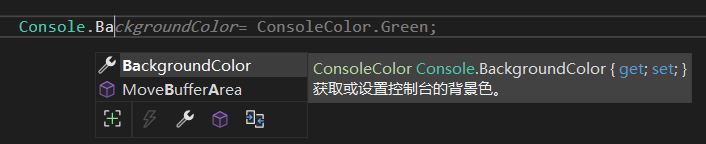 Console.BackgroundColor= ConsoleColor.Green;
BackgroundColor
MoveBufferArea
ConsoleColor Console.BackgroundColor { get; set; }
获取或设置控制台的背景色。